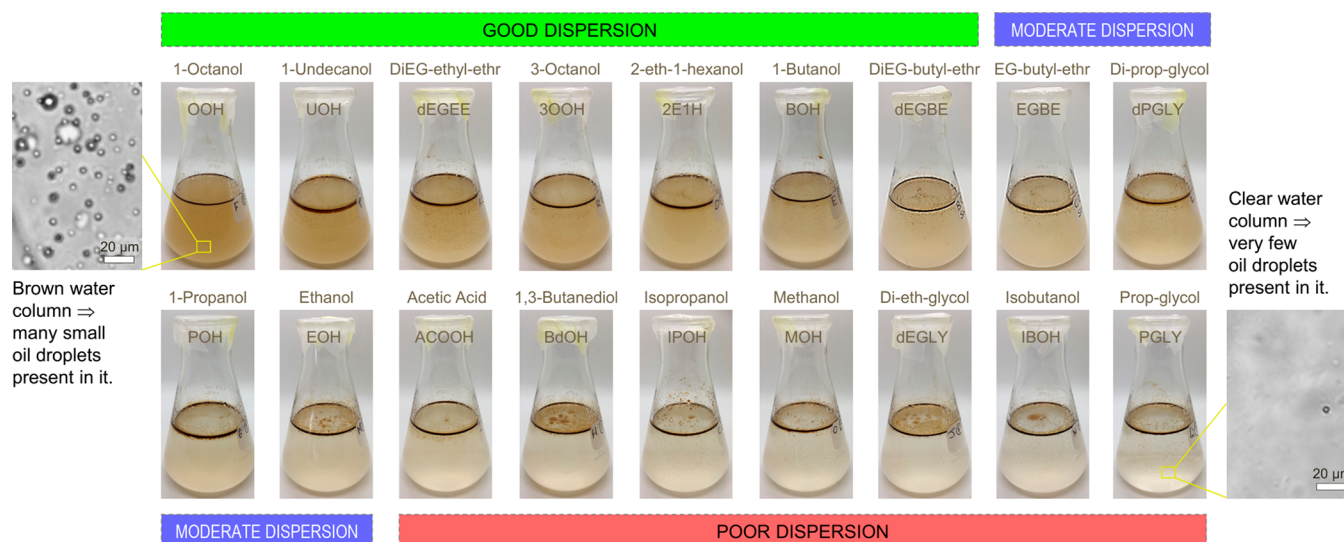 GOOD DISPERSION
MODERATE DISPERSION
1-Octanol
1-Undecanol
DiEG-ethyl-ethr
3-Octanol
2-eth-1-hexanol
1-Butanol
DiEG-butyl-ethr
EG-butyl-ethr
Di-prop-glycol
OOH
UOH
dEGEE
3OOH
2E1H
BOH
dEGBE
EGBE
dPGLY
20 µm
Brown water
column ⇒
many small
oil droplets
present in it.
Clear water
column ⇒
very few
oil droplets
present in it.
1-Propanol
Ethanol
Acetic Acid
1,3-Butanediol
Isopropanol
Methanol
Di-eth-glycol
Isobutanol
Prop-glycol
POH
EOH
ACOOH
BdOH
IPOH
MOH
dEGLY
IBOH
PGLY
20 µm
MODERATE DISPERSION
POOR DISPERSION